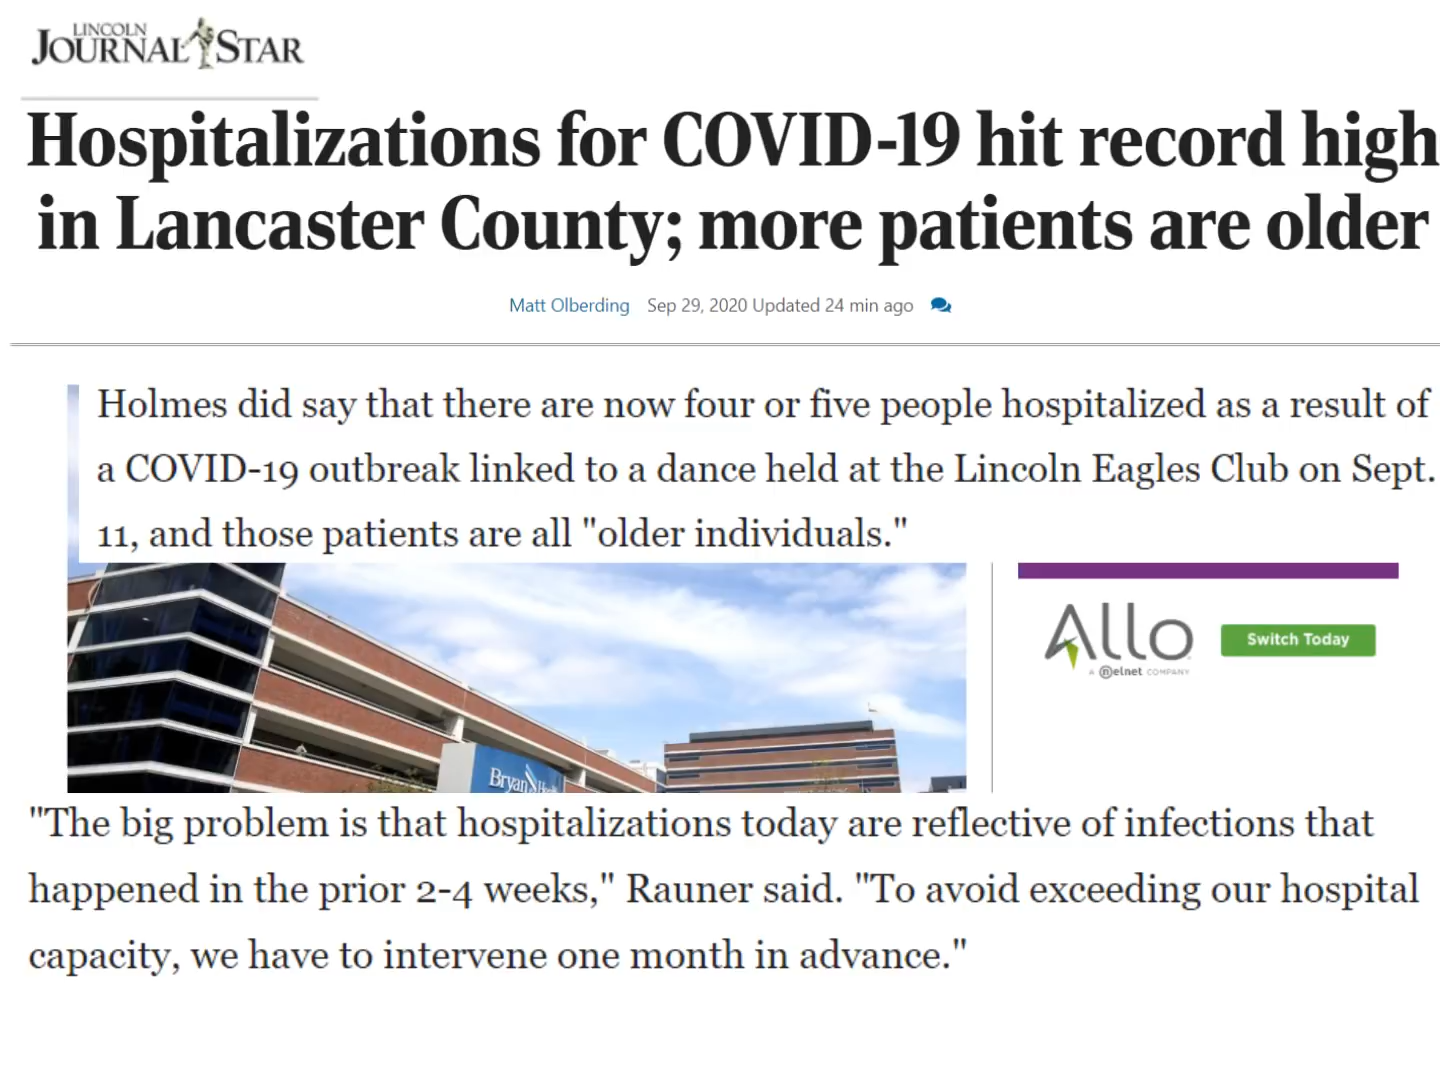 LINCOLN
JOURNAL STAR
Hospitalizations for COVID-19 hit record high
in Lancaster County; more patients are older
Matt Olberding Sep 29, 2020 Updated 24 min ago
Holmes did say that there are now four or five people hospitalized as a result of
a COVID-19 outbreak linked to a dance held at the Lincoln Eagles Club on Sept.
11, and those patients are all "older individuals."
Allo
Switch Today
A nelnet COMPANY
Bryan
"The big problem is that hospitalizations today are reflective of infections that
happened in the prior 2-4 weeks," Rauner said. "To avoid exceeding our hospital
capacity, we have to intervene one month in advance."